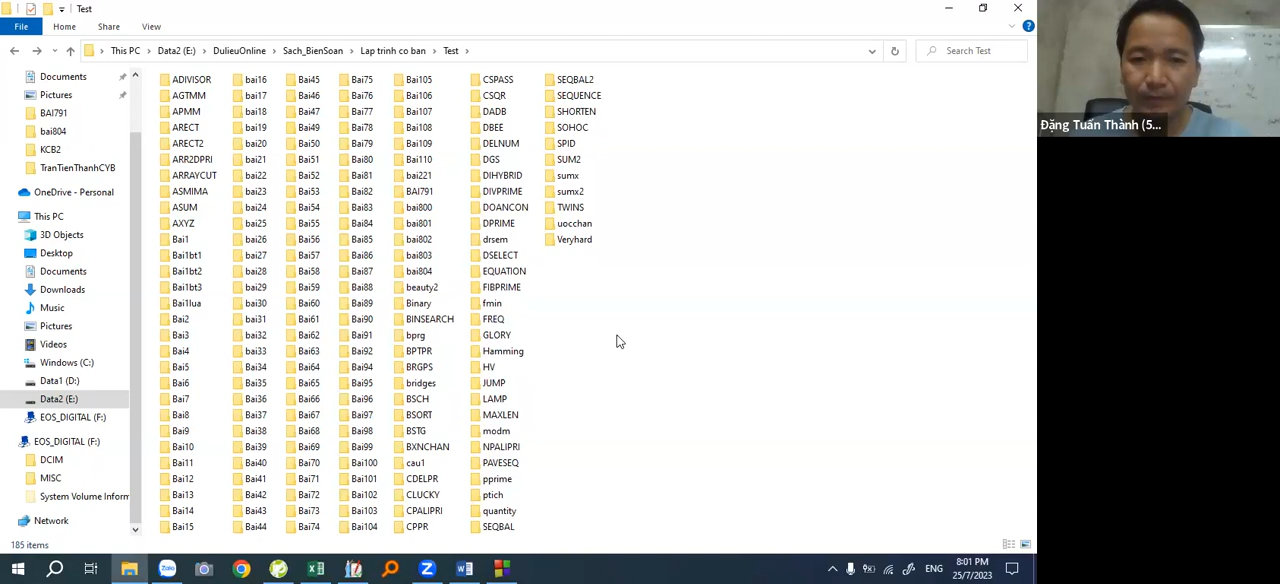 Test
File Home Share View
This PC Data2 (E:) DulieuOnline Sach_BienSoan Lap trinh co ban Test Search Test
Documents
Pictures
BAI791
bai804
KCB2
TranTienThanhCYB
OneDrive - Personal
This PC
3D Objects
Desktop
Documents
Downloads
Music
Pictures
Videos
Windows (C:)
Data1 (D:)
Data2 (E:)
EOS_DIGITAL (F:)
EOS_DIGITAL (F:)
DCIM
MISC
System Volume Inform
Network
ADIVISOR bai16 Bai45 Bai75 Bai105 CSPASS SEQBAL2
AGTMM bai17 Bai46 Bai76 Bai106 CSQR SEQUENCE
APMM bai18 Bai47 Bai77 Bai107 DADB SHORTEN
ARECT bai19 Bai49 Bai78 Bai108 DBEE SOHOC
ARECT2 bai20 Bai50 Bai79 Bai109 DELNUM SPID
ARR2DPRI bai21 Bai51 Bai80 Bai110 DGS SUM2
ARRAYCUT bai22 Bai52 Bai81 bai221 DIHYBRID sumx
ASMIMA bai23 Bai53 Bai82 BAI791 DIVPRIME sumx2
ASUM bai24 Bai54 Bai83 bai800 DOANCON TWINS
AXYZ bai25 Bai55 Bai84 bai801 DPRIME uocchan
Bai1 bai26 Bai56 Bai85 bai802 drsem Veryhard
Bai1bt1 bai27 Bai57 Bai86 bai803 DSELECT
Bai1bt2 bai28 Bai58 Bai87 bai804 EQUATION
Bai1bt3 bai29 Bai59 Bai88 beauty2 FIBPRIME
Bai1lua bai30 Bai60 Bai89 Binary fmin
Bai2 bai31 Bai61 Bai90 BINSEARCH FREQ
Bai3 bai32 Bai62 Bai91 bprg GLORY
Bai4 bai33 Bai63 Bai92 BPTPR Hamming
Bai5 bai34 Bai64 Bai94 BRGPS HV
Bai6 Bai35 Bai65 Bai95 bridges JUMP
Bai7 Bai36 Bai66 Bai96 BSCH LAMP
Bai8 Bai37 Bai67 Bai97 BSORT MAXLEN
Bai9 Bai38 Bai68 Bai98 BSTG modm
Bai10 Bai39 Bai69 Bai99 BXNCHAN NPALIPRI
Bai11 Bai40 Bai70 Bai100 cau1 PAVESEQ
Bai12 Bai41 Bai71 Bai101 CDELPR pprime
Bai13 Bai42 Bai72 Bai102 CLUCKY ptich
Bai14 Bai43 Bai73 Bai103 CPALIPRI quantity
Bai15 Bai44 Bai74 Bai104 CPPR SEQBAL
185 items
Zalo ENG 8:01 PM
25/7/2023
Đặng Tuấn Thành (5...